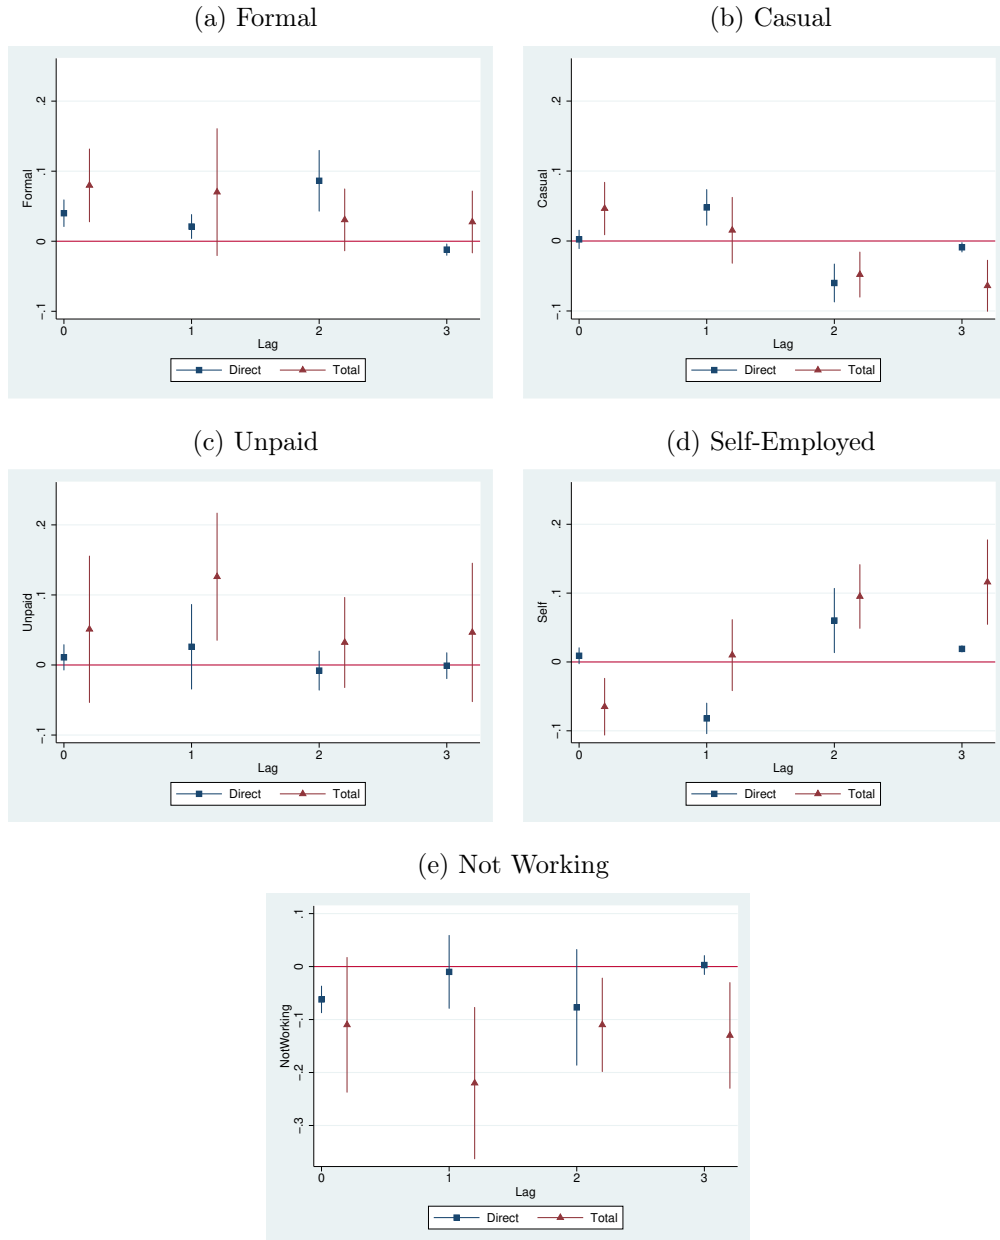 (a) Formal
Formal
.2
.1
0
-.1
0 1 2 3
Lag
Direct Total
(b) Casual
Casual
.2
.1
0
-.1
0 1 2 3
Lag
Direct Total
(c) Unpaid
Unpaid
.2
.1
0
-.1
0 1 2 3
Lag
Direct Total
(d) Self-Employed
Self
.2
.1
0
-.1
0 1 2 3
Lag
Direct Total
(e) Not Working
NotWorking
.1
0
-.1
-.2
-.3
0 1 2 3
Lag
Direct Total